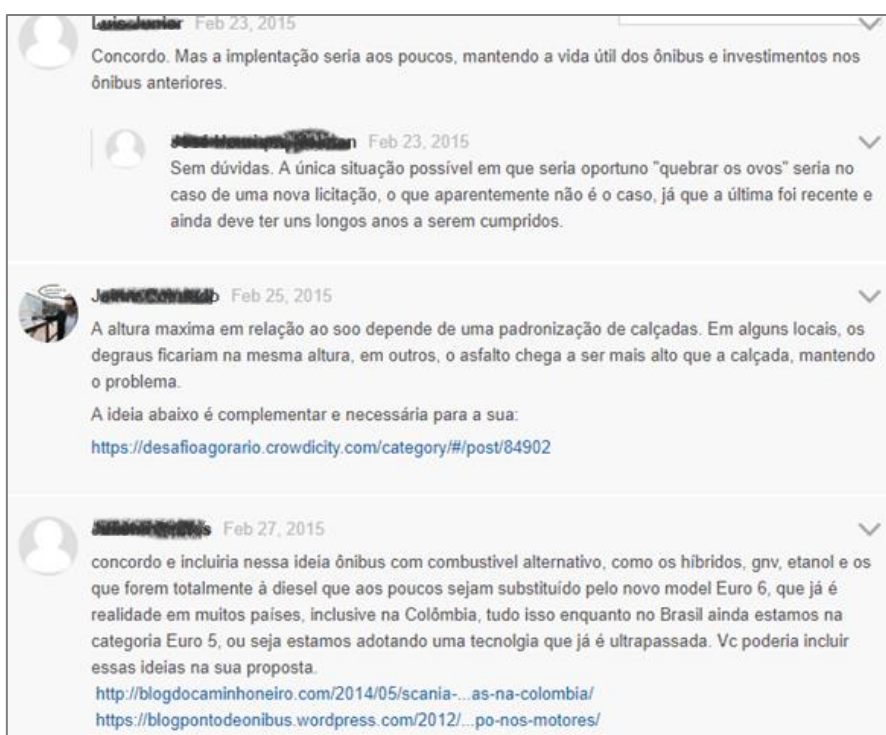 Feb 23, 2015
Concordo. Mas a implentação seria aos poucos, mantendo a vida útil dos ônibus e investimentos nos
ônibus anteriores.
Feb 23, 2015
Sem dúvidas. A única situação possível em que seria oportuno "quebrar os ovos" seria no
caso de uma nova licitação, o que aparentemente não é o caso, já que a última foi recente e
ainda deve ter uns longos anos a serem cumpridos.
Feb 25, 2015
A altura maxima em relação ao soo depende de uma padronização de calçadas. Em alguns locais, os
degraus ficariam na mesma altura, em outros, o asfalto chega a ser mais alto que a calçada, mantendo
o problema.
A ideia abaixo é complementar e necessária para a sua:
https://desafioagorario.crowdicity.com/category/#/post/84902
Feb 27, 2015
concordo e incluiria nessa ideia ônibus com combustivel alternativo, como os híbridos, gnv, etanol e os
que forem totalmente à diesel que aos poucos sejam substituído pelo novo model Euro 6, que já é
realidade em muitos países, inclusive na Colômbia, tudo isso enquanto no Brasil ainda estamos na
categoria Euro 5, ou seja estamos adotando uma tecnolgia que já é ultrapassada. Vc poderia incluir
essas ideias na sua proposta.
http://blogdocaminhoneiro.com/2014/05/scania-...as-na-colombia/
https://blogpontodeonibus.wordpress.com/2012/...po-nos-motores/